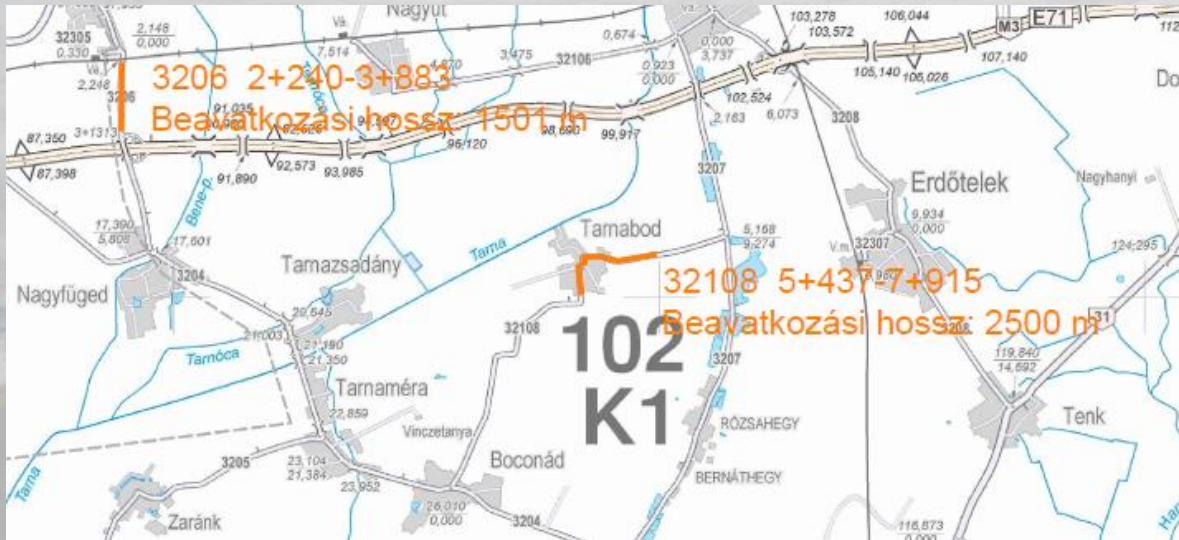 Nagyút
Vá.
32305
0.330
2,148
0,000
7,514
4,870
3,475
32106
0,674
0,000
3,737
0,923
0,000
103,278
103,572
106,044
M3
E71
107,140
105,140
106,026
102,524
2,163
6,073
3208
2,248
3206
3206 2+240-3+883
Beavatkozási hossz: 1501 m
91,035
3+1313
87,350
87,398
91,890
92,573
93,985
96,120
98,690
99,917
Bene-p.
17,390
5,808
17,601
3204
Nagyfüged
Tarnazsadány
Tarna
Tarnabod
3207
5,168
9,274
Erdőtelek
9,934
0,000
Nagyhanyi
V.m.
32307
124,295
32108 5+437-7+915
Beavatkozási hossz: 2500 m
31
20,545
21,003
21,190
21,350
Tarnóca
32108
102
K1
3207
119,840
14,692
Tarnaméra
22,859
Vinczetanya
RÓZSAHEGY
Tenk
BERNÁTHEGY
Boconád
3205
23,104
21,384
23,952
26,010
0,000
3204
Tarna
Zaránk
116,873
0,000